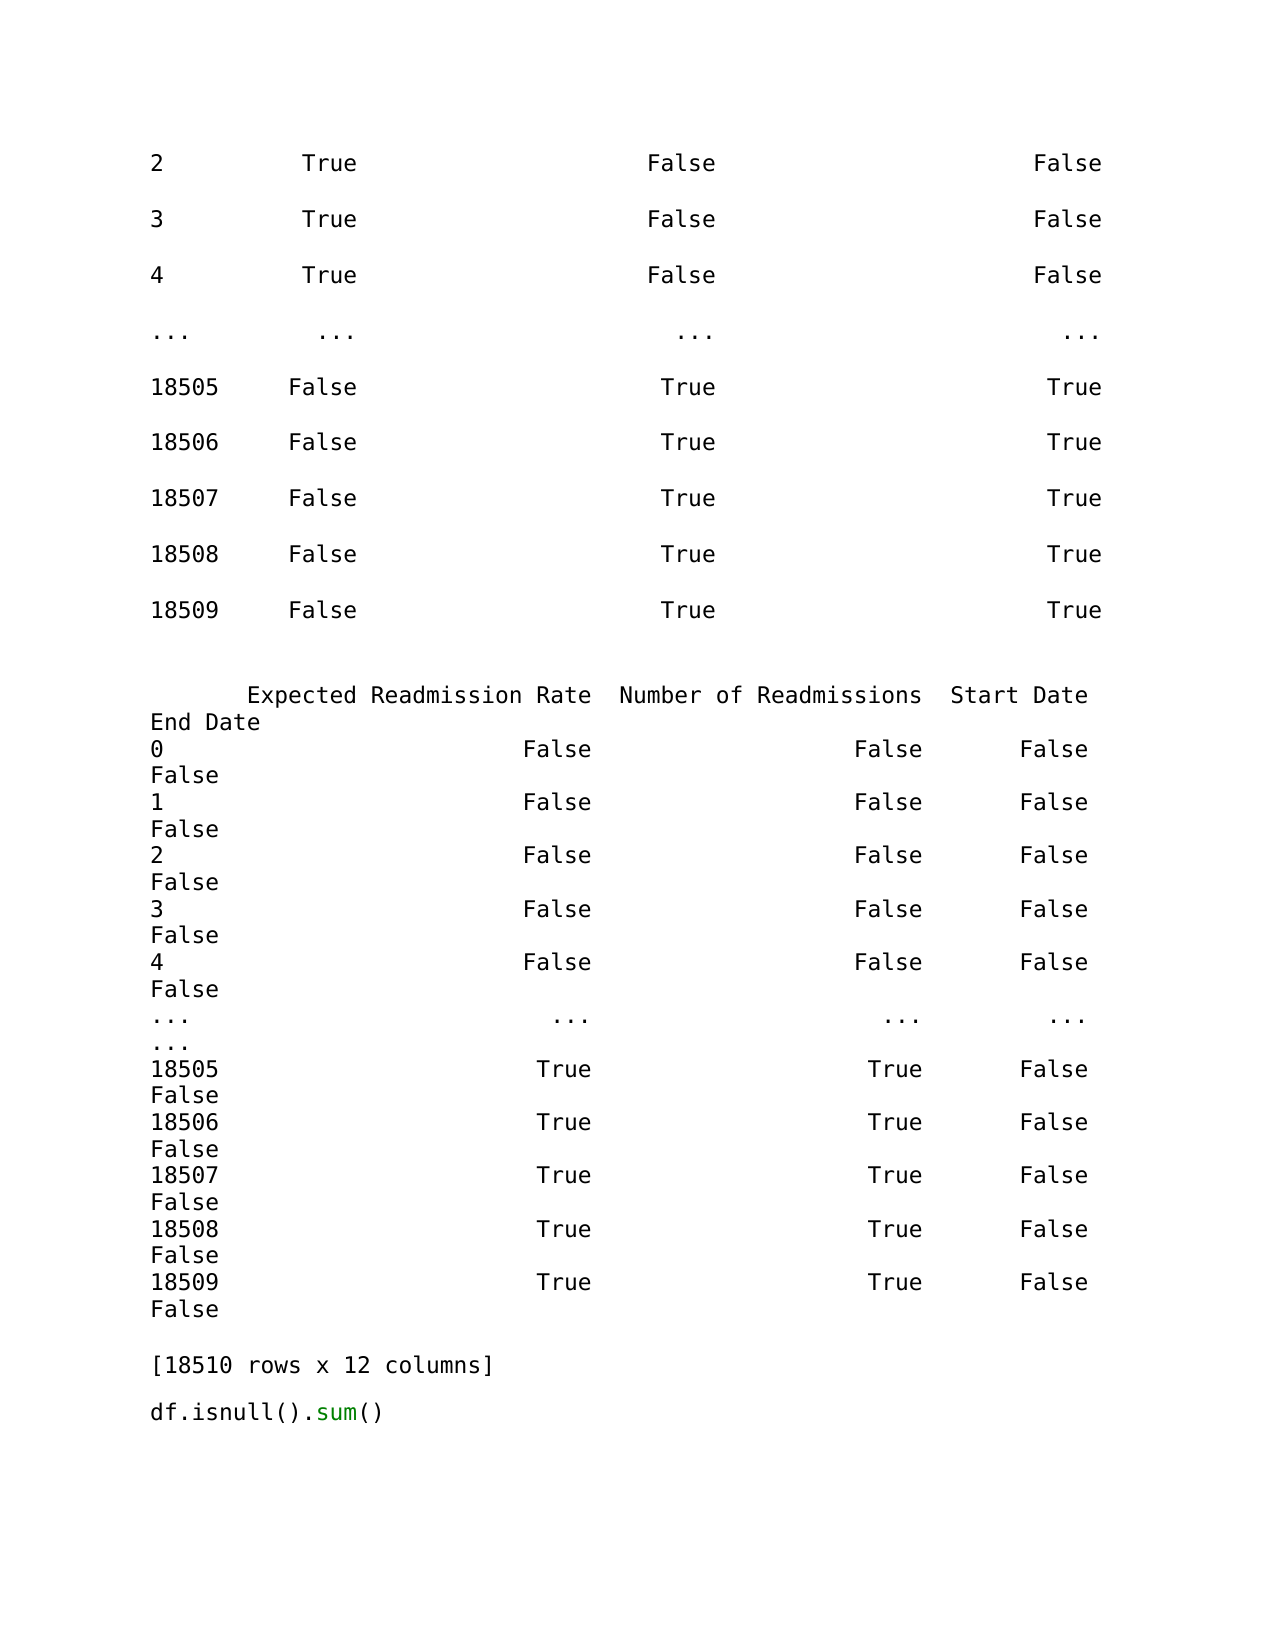 2          True                     False                       False
3          True                     False                       False
4          True                     False                       False
...         ...                       ...                         ...
18505     False                      True                        True
18506     False                      True                        True
18507     False                      True                        True
18508     False                      True                        True
18509     False                      True                        True
       Expected Readmission Rate  Number of Readmissions  Start Date
End Date
0                          False                   False       False
False
1                          False                   False       False
False
2                          False                   False       False
False
3                          False                   False       False
False
4                          False                   False       False
False
...                          ...                     ...         ...
...
18505                       True                    True       False
False
18506                       True                    True       False
False
18507                       True                    True       False
False
18508                       True                    True       False
False
18509                       True                    True       False
False
[18510 rows x 12 columns]
df.isnull().sum()